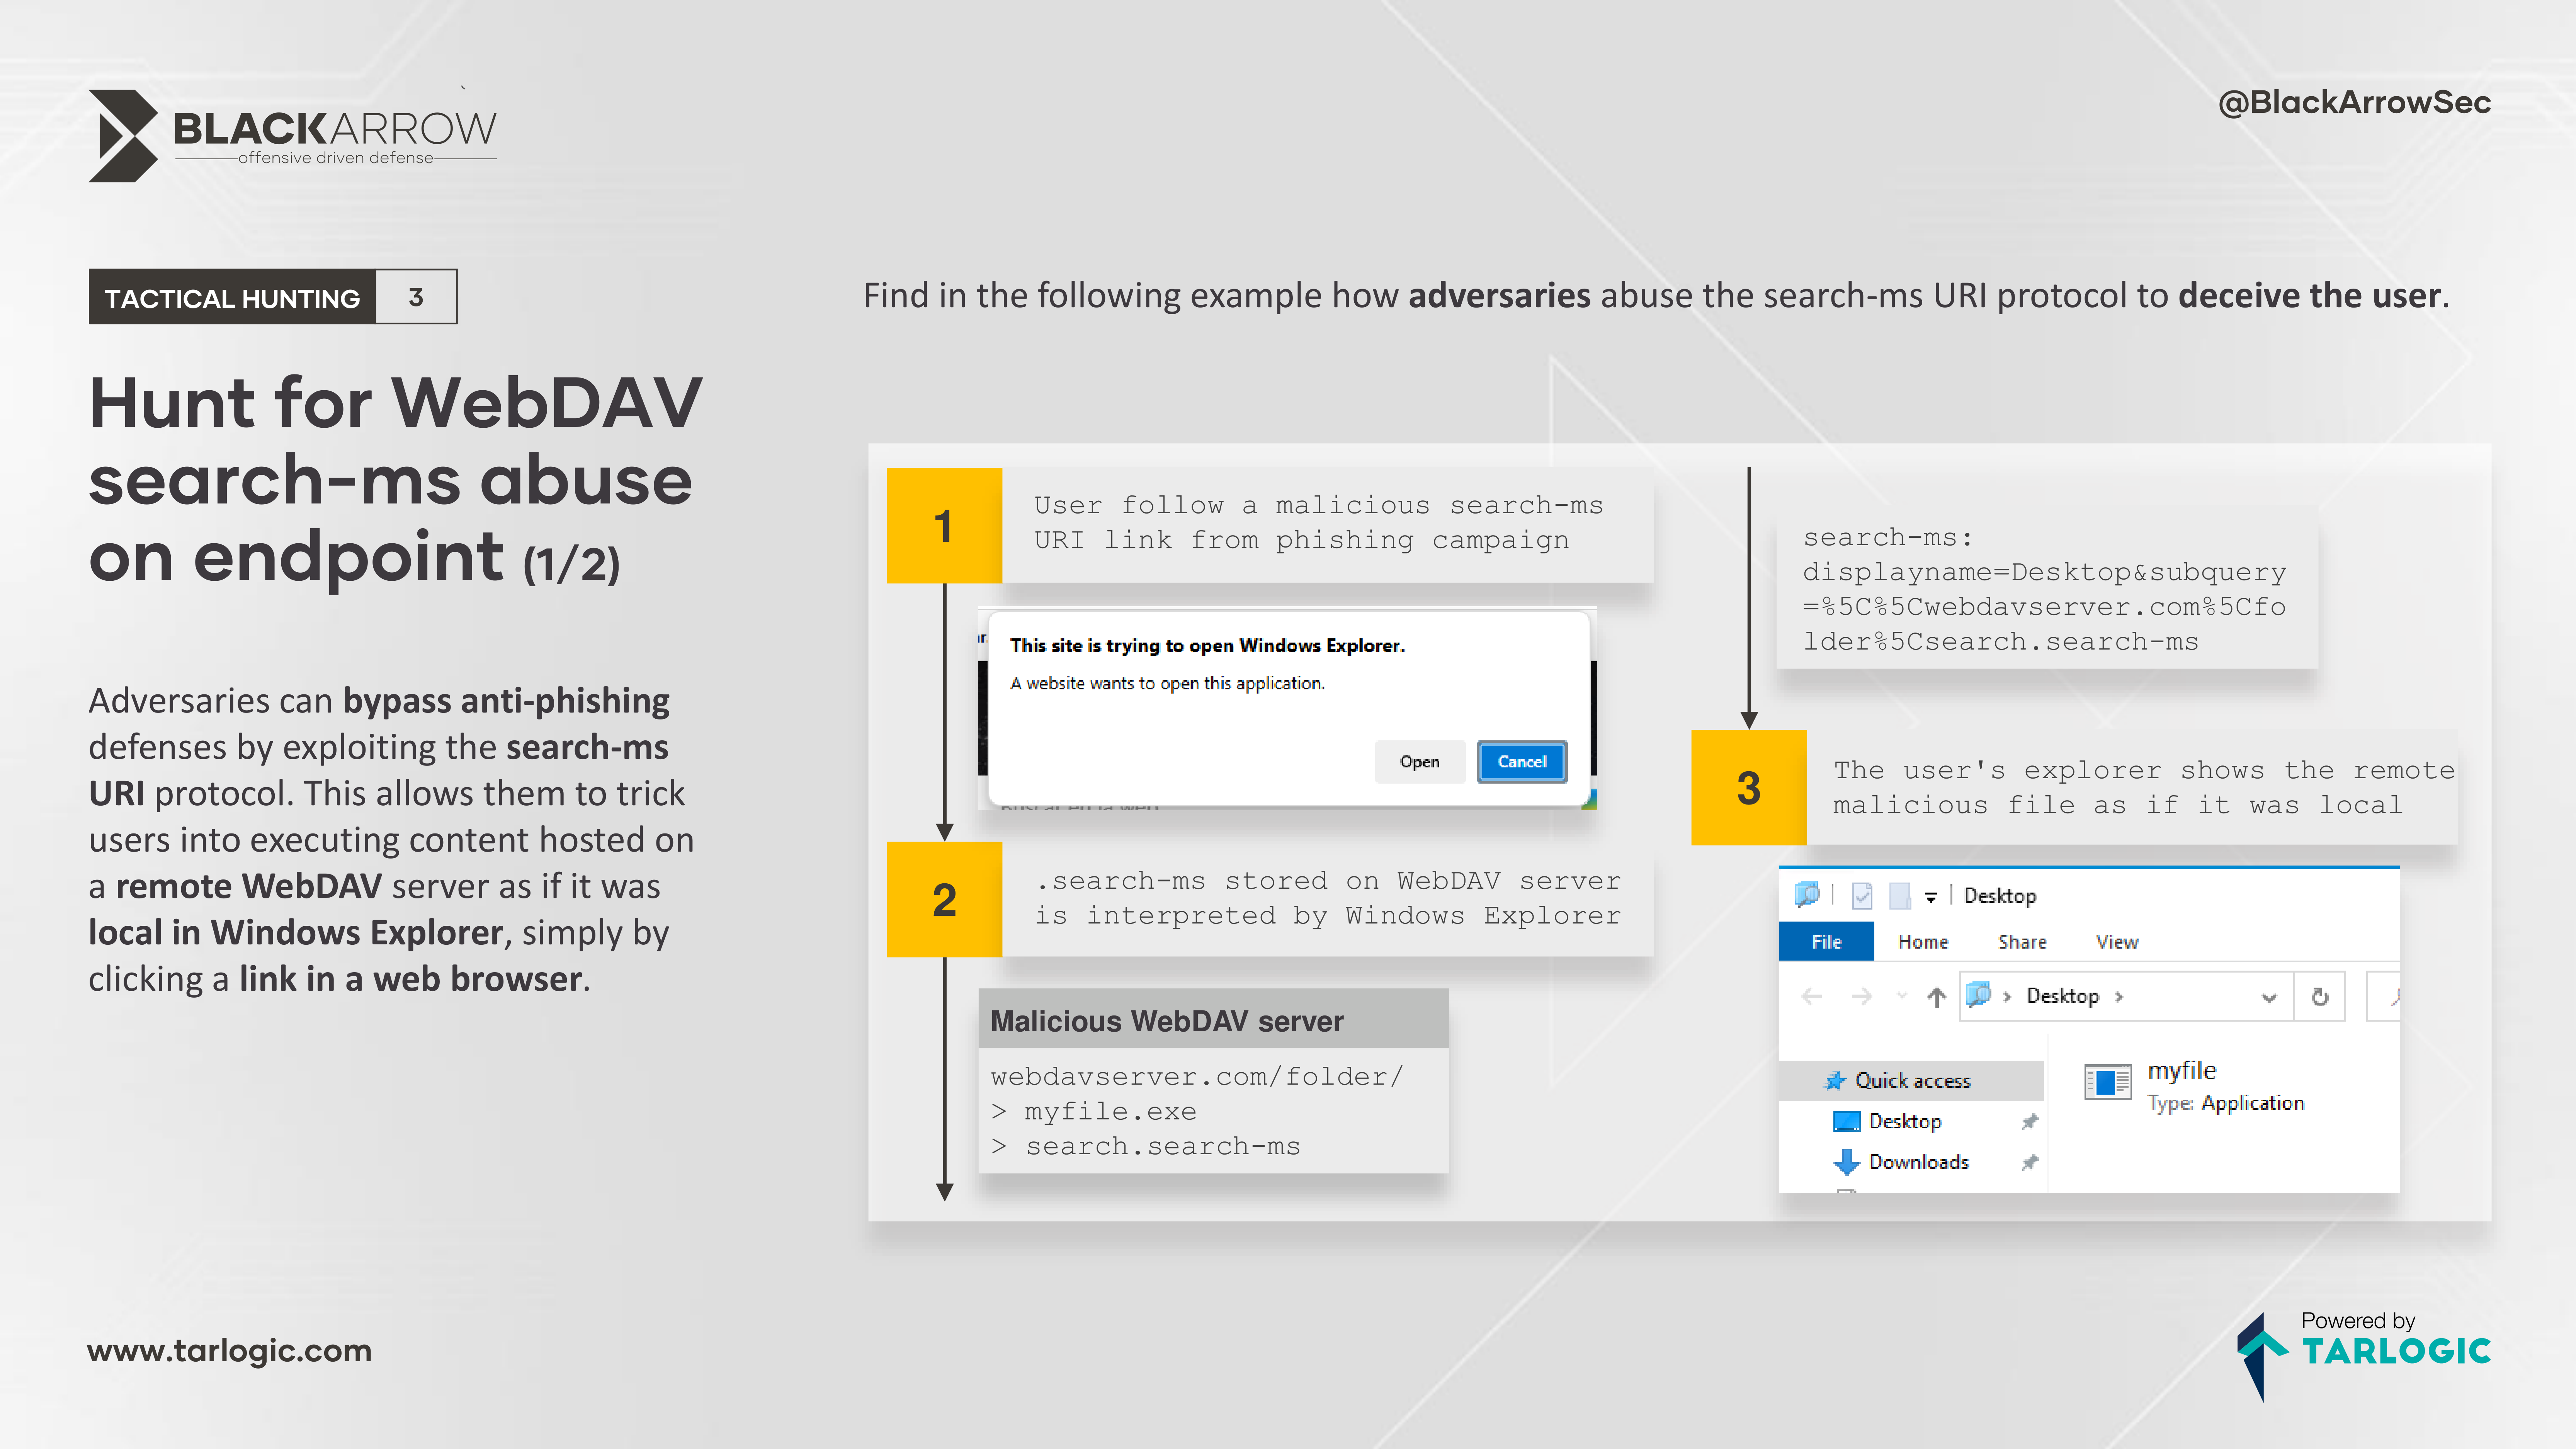 BLACKARROW
offensive driven defense
@BlackArrowSec
TACTICAL HUNTING 3
Hunt for WebDAV
search-ms abuse
on endpoint (1/2)
Adversaries can bypass anti-phishing
defenses by exploiting the search-ms
URI protocol. This allows them to trick
users into executing content hosted on
a remote WebDAV server as if it was
local in Windows Explorer, simply by
clicking a link in a web browser.
Find in the following example how adversaries abuse the search-ms URI protocol to deceive the user.
1
User follow a malicious search-ms
URI link from phishing campaign
This site is trying to open Windows Explorer.
A website wants to open this application.
Open Cancel
2
.search-ms stored on WebDAV server
is interpreted by Windows Explorer
Malicious WebDAV server
webdavserver.com/folder/
> myfile.exe
> search.search-ms
search-ms:
displayname=Desktop&subquery
=%5C%5Cwebdavserver.com%5Cfo
lder%5Csearch.search-ms
3
The user's explorer shows the remote
malicious file as if it was local
Desktop
File Home Share View
Desktop
Quick access
Desktop
Downloads
myfile
Type: Application
www.tarlogic.com
Powered by
TARLOGIC